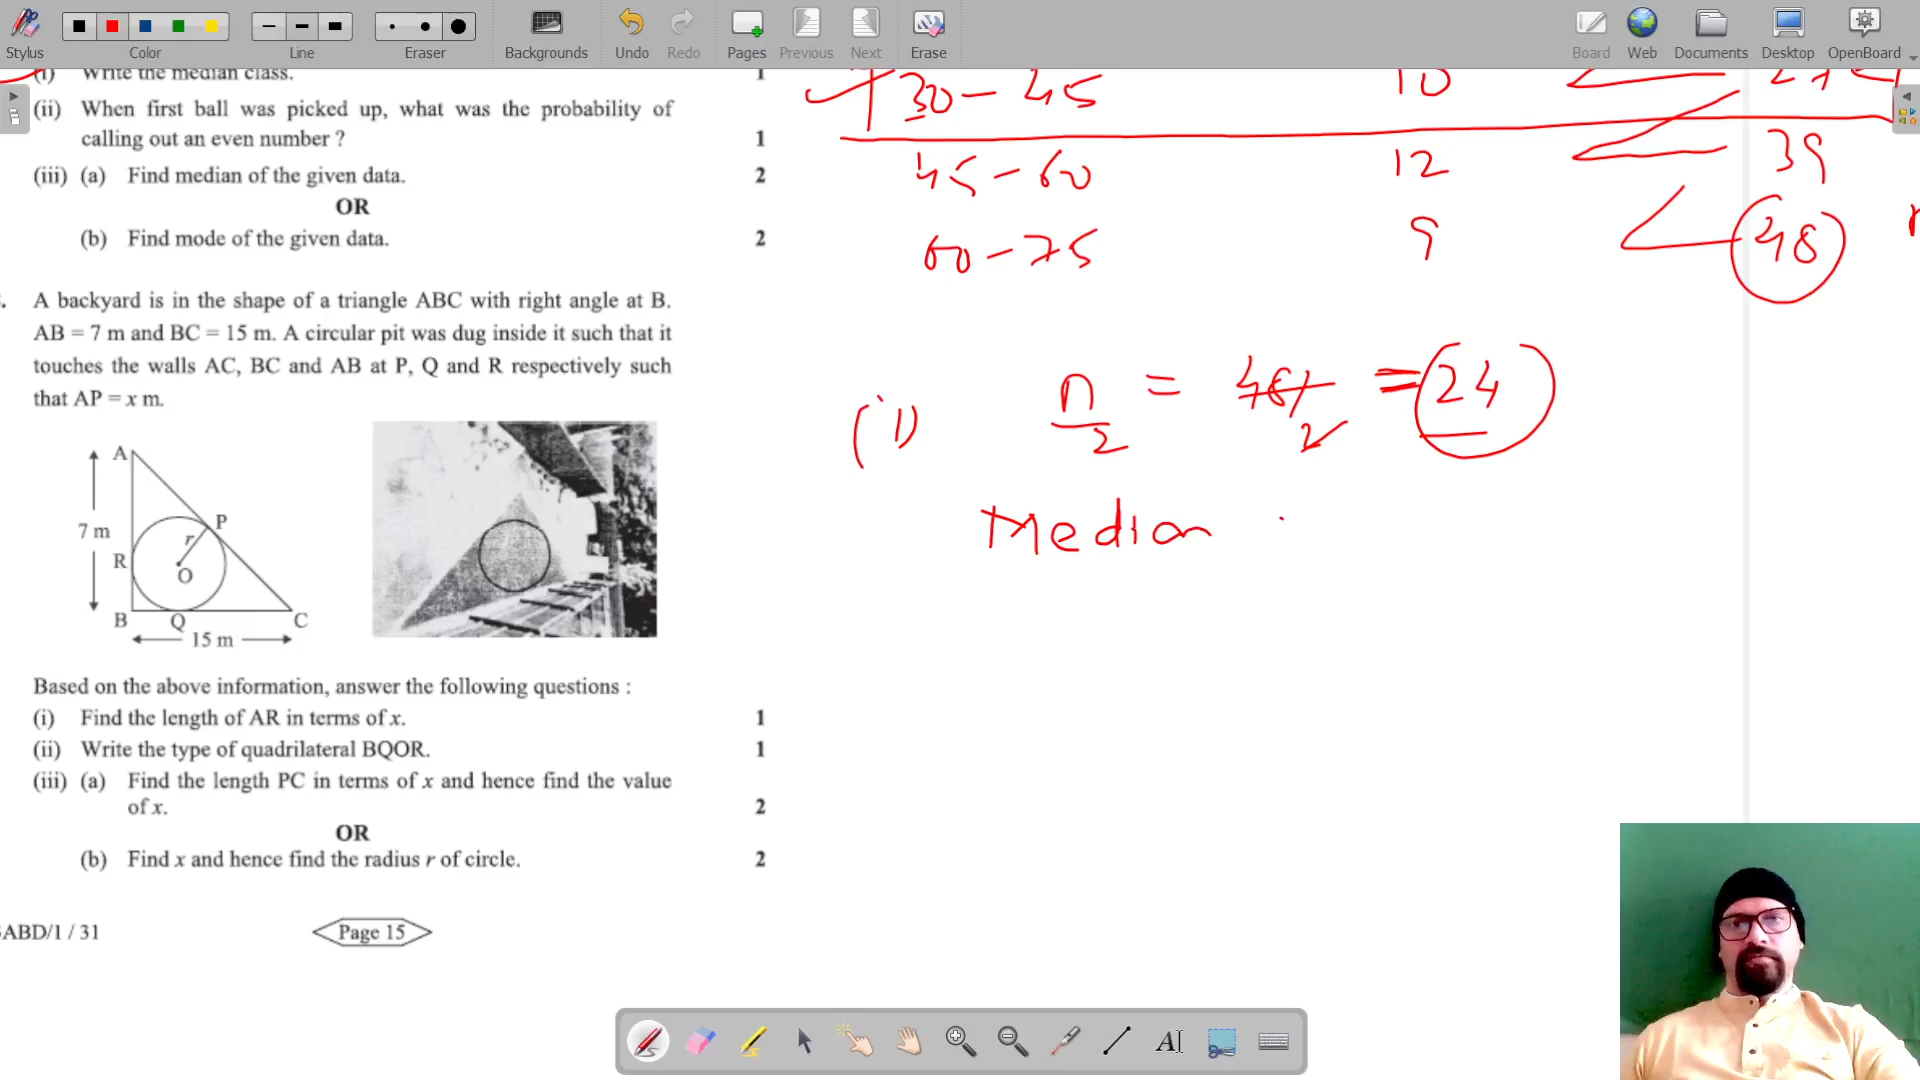 Stylus
Color
Line
Eraser
Backgrounds
Undo
Redo
Pages
Previous
Next
Erase
Board
Web
Documents
Desktop
OpenBoard
(i) Write the median class. 1
(ii) When first ball was picked up, what was the probability of
calling out an even number ? 1
(iii) (a) Find median of the given data. 2
OR
(b) Find mode of the given data. 2
A backyard is in the shape of a triangle ABC with right angle at B.
AB = 7 m and BC = 15 m. A circular pit was dug inside it such that it
touches the walls AC, BC and AB at P, Q and R respectively such
that AP = x m.
A
7 m
P
r
R
O
B
Q
C
15 m
Based on the above information, answer the following questions :
(i) Find the length of AR in terms of x. 1
(ii) Write the type of quadrilateral BQOR. 1
(iii) (a) Find the length PC in terms of x and hence find the value
of x. 2
OR
(b) Find x and hence find the radius r of circle. 2
ABD/1 / 31
Page 15
30 - 45 10
45 - 60 12 39
60 - 75 9 48
(i) n/2 = 48/2 = 24
Median